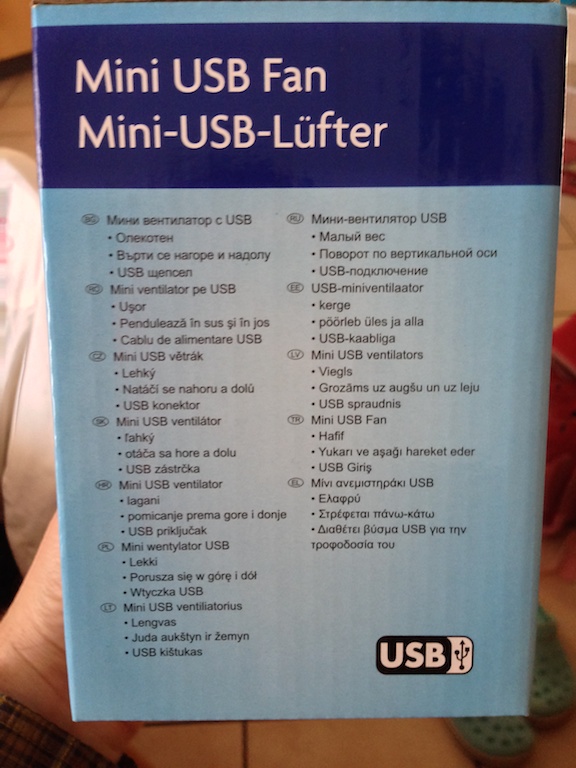 Mini USB Fan
Mini-USB-Lüfter
BG Мини вентилатор с USB
• Олекотен
• Върти се нагоре и надолу
• USB щепсел
RO Mini ventilator pe USB
• Uşor
• Pendulează în sus şi în jos
• Cablu de alimentare USB
CZ Mini USB větrák
• Lehký
• Natáčí se nahoru a dolů
• USB konektor
SK Mini USB ventilátor
• ľahký
• otáča sa hore a dolu
• USB zástrčka
HR Mini USB ventilator
• lagani
• pomicanje prema gore i donje
• USB priključak
PL Mini wentylator USB
• Lekki
• Porusza się w górę i dół
• Wtyczka USB
LT Mini USB ventiliatorius
• Lengvas
• Juda aukštyn ir žemyn
• USB kištukas
RU Мини-вентилятор USB
• Малый вес
• Поворот по вертикальной оси
• USB-подключение
EE USB-miniventilaator
• kerge
• pöörleb üles ja alla
• USB-kaabliga
LV Mini USB ventilators
• Viegls
• Grozāms uz augšu un uz leju
• USB spraudnis
TR Mini USB Fan
• Hafif
• Yukarı ve aşağı hareket eder
• USB Giriş
EL Μίνι ανεμιστηράκι USB
• Ελαφρύ
• Στρέφεται πάνω-κάτω
• Διαθέτει βύσμα USB για την
τροφοδοσία του
USB